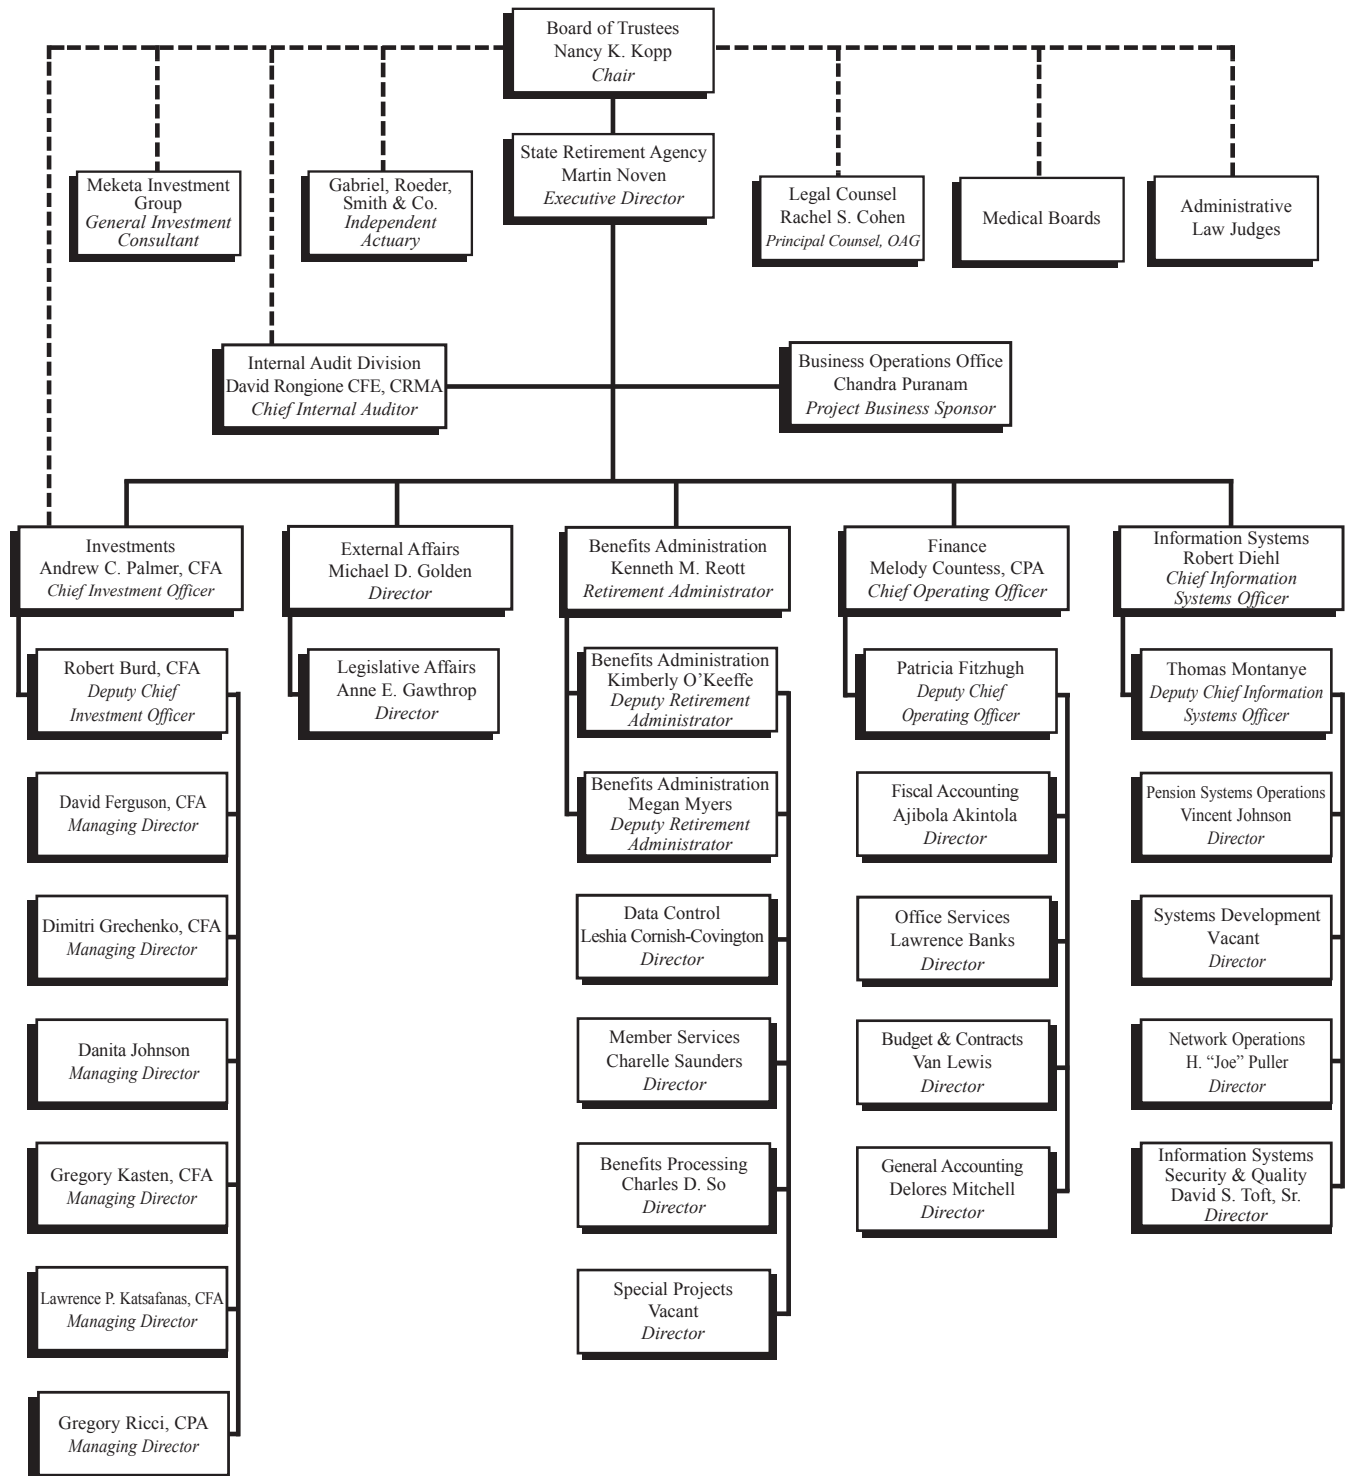 Board of Trustees
Nancy K. Kopp
Chair
State Retirement Agency
Martin Noven
Executive Director
Meketa Investment
Group
General Investment
Consultant
Gabriel, Roeder,
Smith & Co.
Independent
Actuary
Legal Counsel
Rachel S. Cohen
Principal Counsel, OAG
Medical Boards
Administrative
Law Judges
Internal Audit Division
David Rongione CFE, CRMA
Chief Internal Auditor
Business Operations Office
Chandra Puranam
Project Business Sponsor
Investments
Andrew C. Palmer, CFA
Chief Investment Officer
External Affairs
Michael D. Golden
Director
Benefits Administration
Kenneth M. Reott
Retirement Administrator
Finance
Melody Countess, CPA
Chief Operating Officer
Information Systems
Robert Diehl
Chief Information
Systems Officer
Robert Burd, CFA
Deputy Chief
Investment Officer
Legislative Affairs
Anne E. Gawthrop
Director
Benefits Administration
Kimberly O’Keeffe
Deputy Retirement
Administrator
Patricia Fitzhugh
Deputy Chief
Operating Officer
Thomas Montanye
Deputy Chief Information
Systems Officer
David Ferguson, CFA
Managing Director
Benefits Administration
Megan Myers
Deputy Retirement
Administrator
Fiscal Accounting
Ajibola Akintola
Director
Pension Systems Operations
Vincent Johnson
Director
Dimitri Grechenko, CFA
Managing Director
Data Control
Leshia Cornish-Covington
Director
Office Services
Lawrence Banks
Director
Systems Development
Vacant
Director
Danita Johnson
Managing Director
Member Services
Charelle Saunders
Director
Budget & Contracts
Van Lewis
Director
Network Operations
H. “Joe” Puller
Director
Gregory Kasten, CFA
Managing Director
Benefits Processing
Charles D. So
Director
General Accounting
Delores Mitchell
Director
Information Systems
Security & Quality
David S. Toft, Sr.
Director
Lawrence P. Katsafanas, CFA
Managing Director
Special Projects
Vacant
Director
Gregory Ricci, CPA
Managing Director